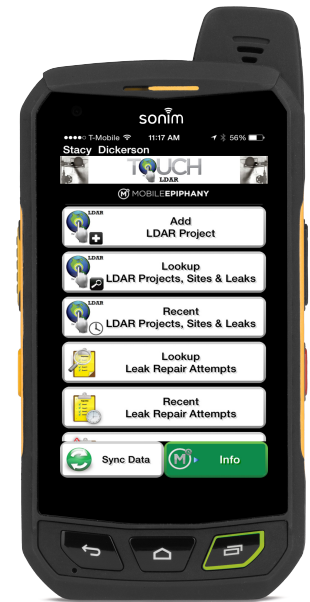 sonim
T-Mobile 11:17 AM 56%
Stacy Dickerson
TOUCH
LDAR
M MOBILEEPIPHANY
LDAR
Add
LDAR Project
LDAR
Lookup
LDAR Projects, Sites & Leaks
LDAR
Recent
LDAR Projects, Sites & Leaks
Lookup
Leak Repair Attempts
Recent
Leak Repair Attempts
Sync Data
M Info